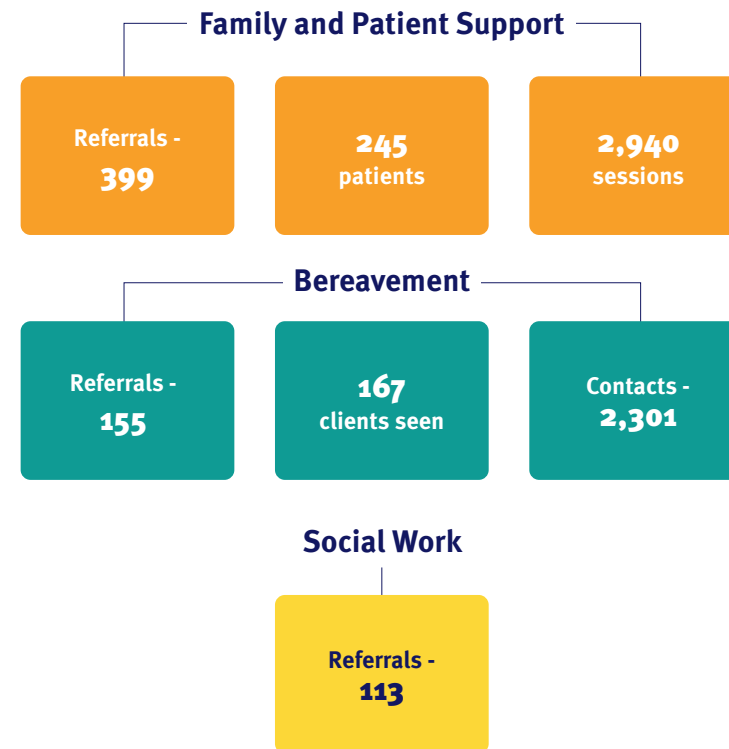 Family and Patient Support
Referrals -
399
245
patients
2,940
sessions
Bereavement
Referrals -
155
167
clients seen
Contacts -
2,301
Social Work
Referrals -
113